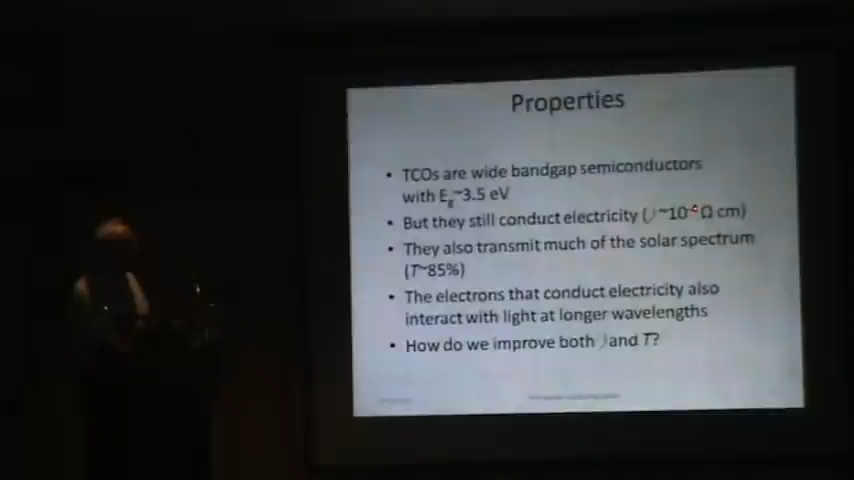 Properties
• TCOs are wide bandgap semiconductors
with Eg~3.5 eV
• But they still conduct electricity ( ~10-4 Ω cm)
• They also transmit much of the solar spectrum
(T~85%)
• The electrons that conduct electricity also
interact with light at longer wavelengths
• How do we improve both and T?